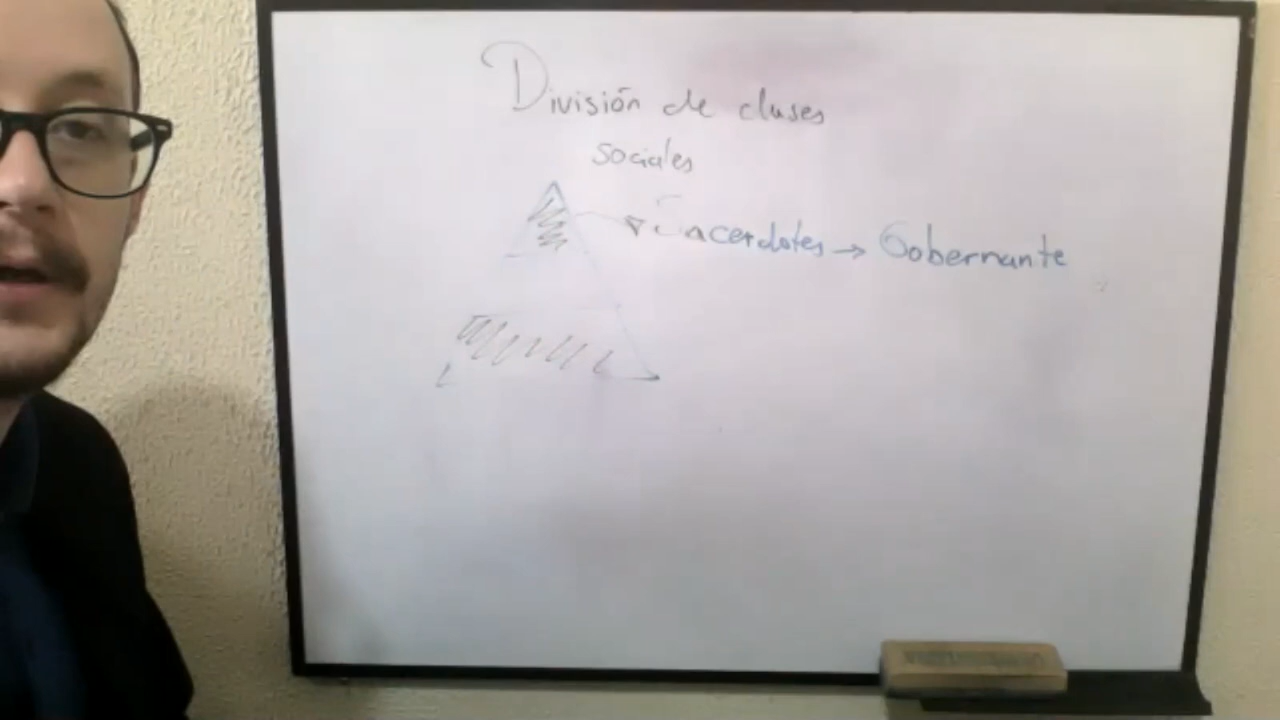 División de clases
sociales
Sacerdotes → Gobernante